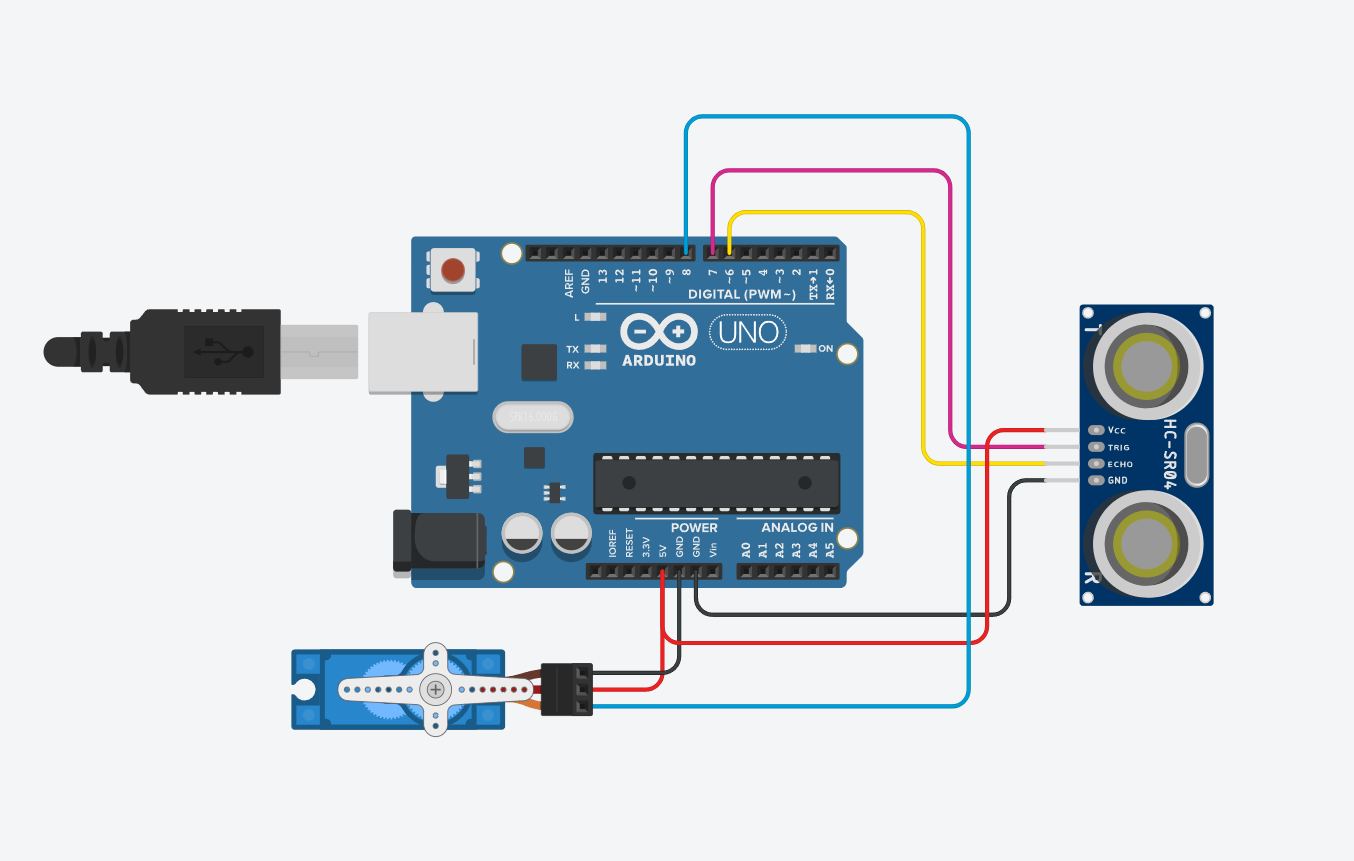 AREF
GND
13
12
~11
~10
~9
8
7
~6
~5
4
~3
2
TX→1
RX←0
DIGITAL (PWM~)
L
TX
RX
ARDUINO
UNO
ON
POWER
ANALOG IN
IOREF
RESET
3.3V
5V
GND
GND
Vin
A0
A1
A2
A3
A4
A5
T
VCC
TRIG
ECHO
GND
HC-SR04
R